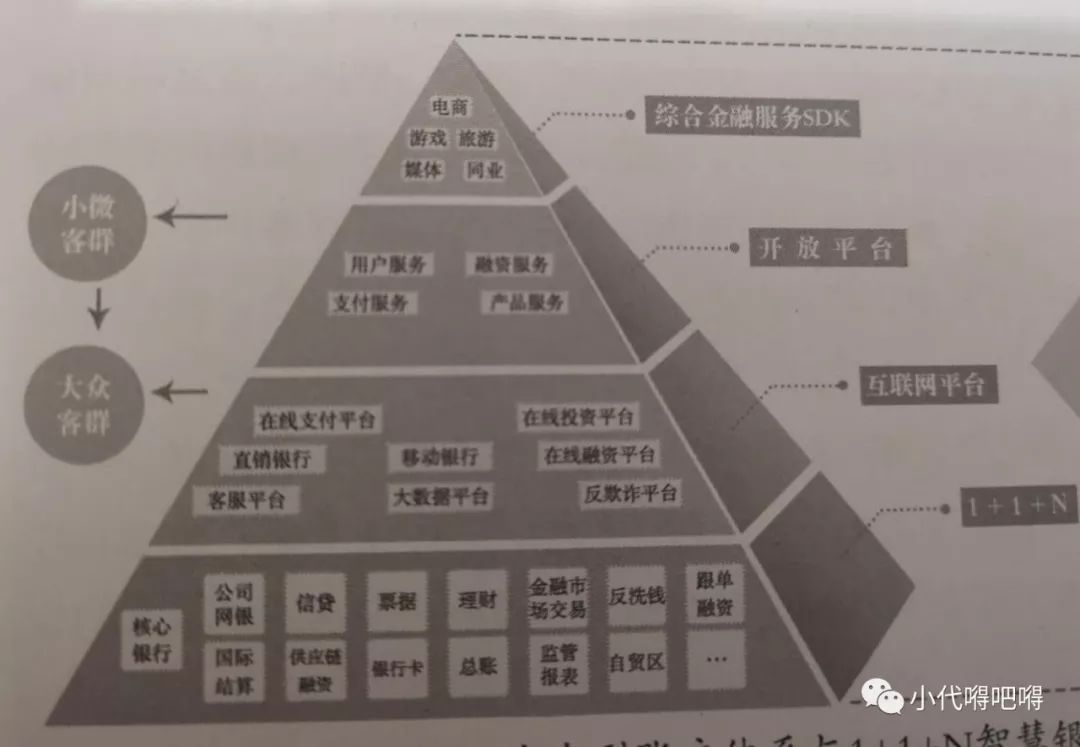 电商
游戏 旅游
媒体 同业
综合金融服务SDK
小微
客群
用户服务 融资服务
支付服务 产品服务
开放平台
大众
客群
在线支付平台 在线投资平台
直销银行 移动银行 在线融资平台
客服平台 大数据平台 反欺诈平台
互联网平台
1+1+N
核心
银行
公司
网银
信贷
票据
理财
金融市
场交易
反洗钱
跟单
融资
国际
结算
供应链
融资
银行卡
总账
监管
报表
自贸区
…
小代嘚吧嘚
1+1+N智慧银